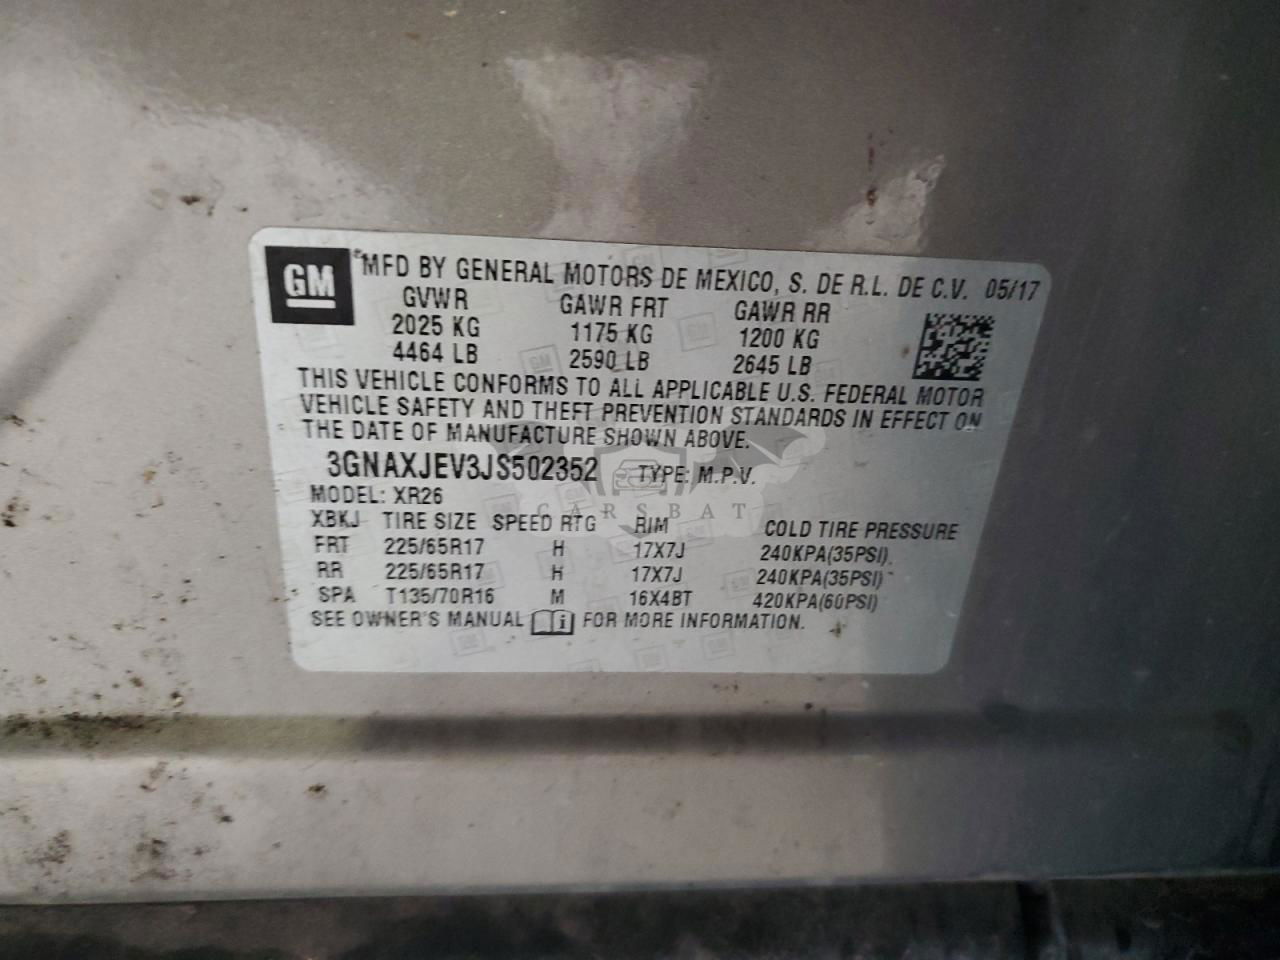 GM
MFD BY GENERAL MOTORS DE MEXICO, S. DE R.L. DE C.V. 05/17
GVWR GAWR FRT GAWR RR
2025 KG 1175 KG 1200 KG
4464 LB 2590 LB 2645 LB
THIS VEHICLE CONFORMS TO ALL APPLICABLE U.S. FEDERAL MOTOR
VEHICLE SAFETY AND THEFT PREVENTION STANDARDS IN EFFECT ON
THE DATE OF MANUFACTURE SHOWN ABOVE.
3GNAXJEV3JS502352 TYPE: M.P.V.
MODEL: XR26
CARSBAT
XBKJ TIRE SIZE SPEED RTG RIM COLD TIRE PRESSURE
FRT 225/65R17 H 17X7J 240KPA(35PSI)
RR 225/65R17 H 17X7J 240KPA(35PSI)
SPA T135/70R16 M 16X4BT 420KPA(60PSI)
SEE OWNER'S MANUAL i FOR MORE INFORMATION.